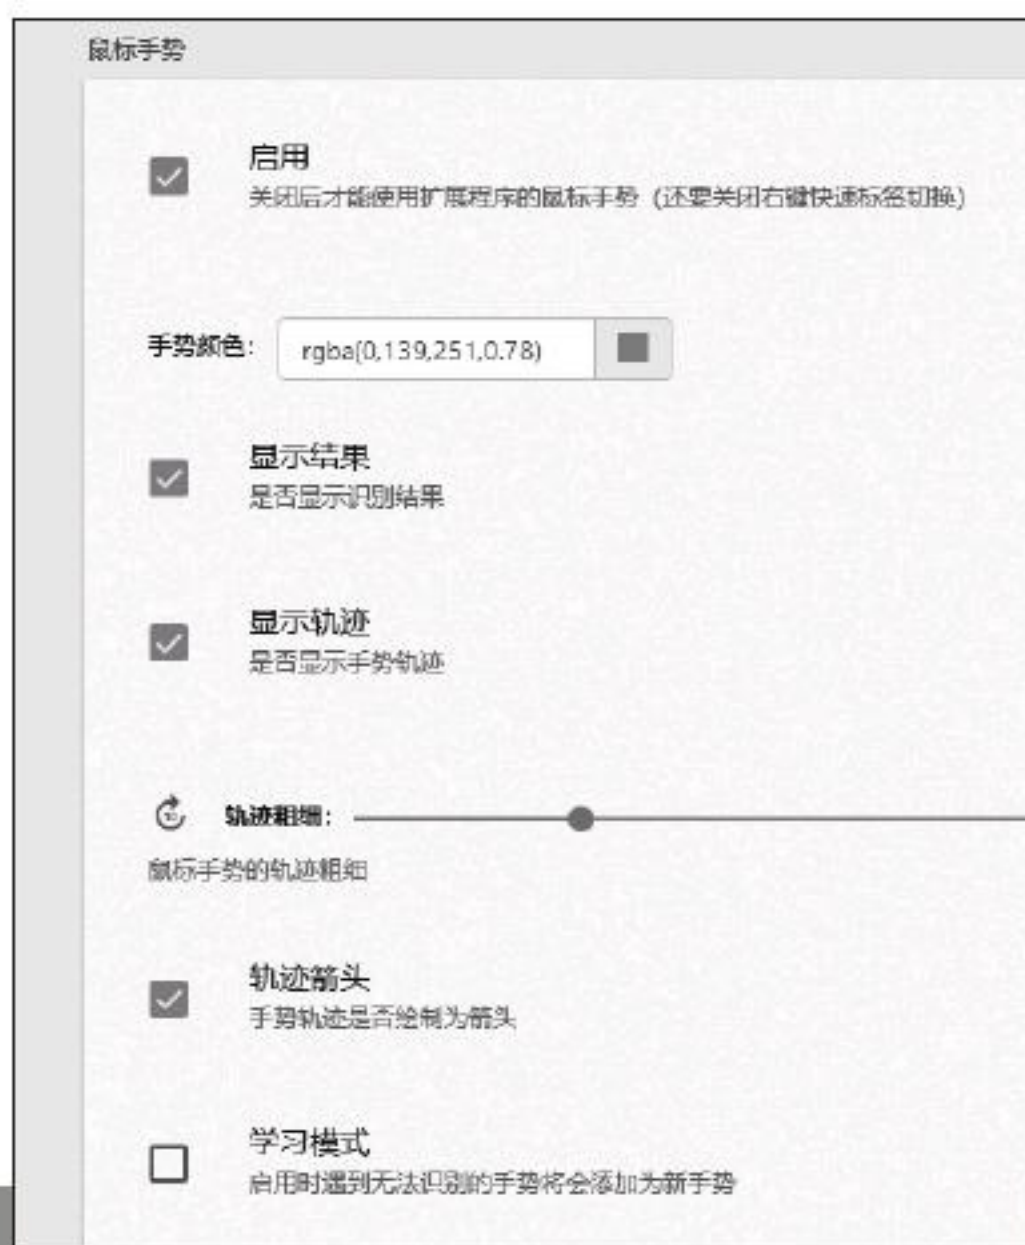 鼠标手势
启用
关闭后才能使用扩展程序的鼠标手势 (还要关闭右键快速标签切换)
手势颜色: rgba(0,139,251,0.78)
显示结果
是否显示识别结果
显示轨迹
是否显示手势轨迹
轨迹粗细:
鼠标手势的轨迹粗细
轨迹箭头
手势轨迹是否绘制为箭头
学习模式
启用时遇到无法识别的手势将会添加为新手势